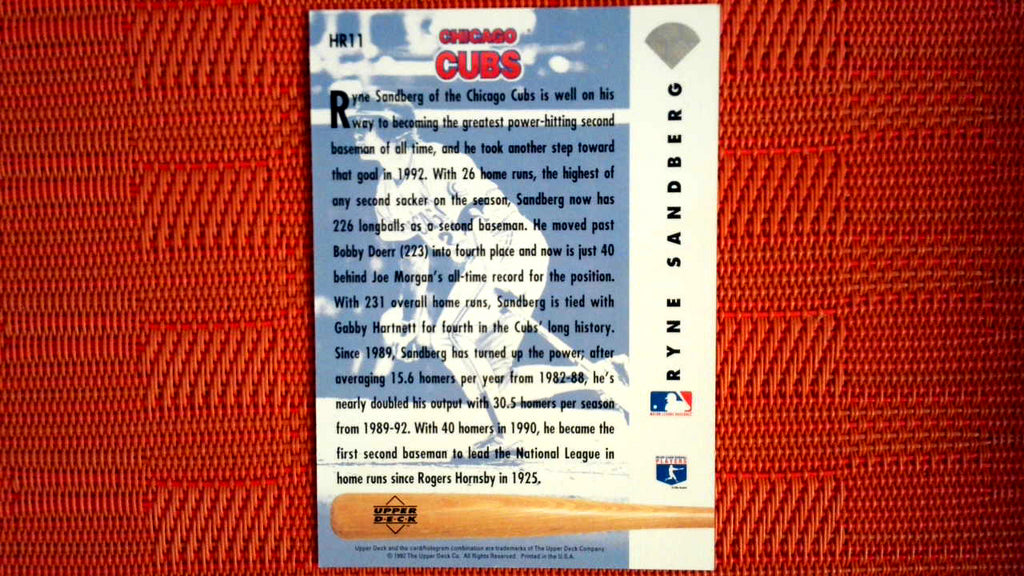 HR11
CHICAGO
CUBS
Ryne Sandberg of the Chicago Cubs is well on his
way to becoming the greatest power-hitting second
baseman of all time, and he took another step toward
that goal in 1992. With 26 home runs, the highest of
any second sacker on the season, Sandberg now has
226 longballs as a second baseman. He moved past
Bobby Doerr (223) into fourth place and now is just 40
behind Joe Morgan's all-time record for the position.
With 231 overall home runs, Sandberg is tied with
Gabby Hartnett for fourth in the Cubs' long history.
Since 1989, Sandberg has turned up the power; after
averaging 15.6 homers per year from 1982-88, he's
nearly doubled his output with 30.5 homers per season
from 1989-92. With 40 homers in 1990, he became the
first second baseman to lead the National League in
home runs since Rogers Hornsby in 1925.
RYNE SANDBERG
MAJOR LEAGUE BASEBALL
PLAYERS
UPPER
DECK
Upper Deck and the card/hologram combination are trademarks of The Upper Deck Company
© 1992 The Upper Deck Co. All Rights Reserved. Printed in the U.S.A.